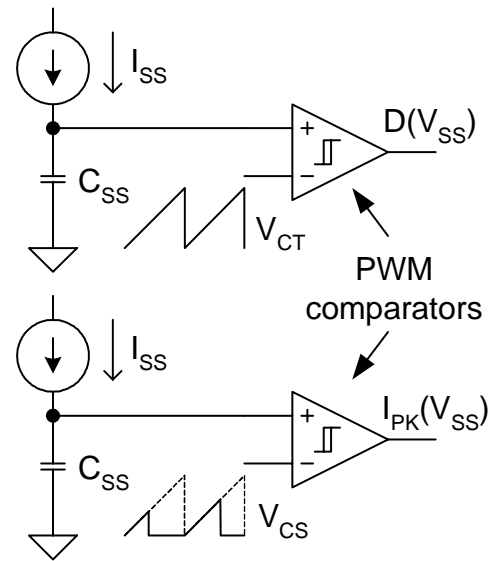 I_SS
D(V_SS)
C_SS
V_CT
PWM
comparators
I_SS
I_PK(V_SS)
C_SS
V_CS